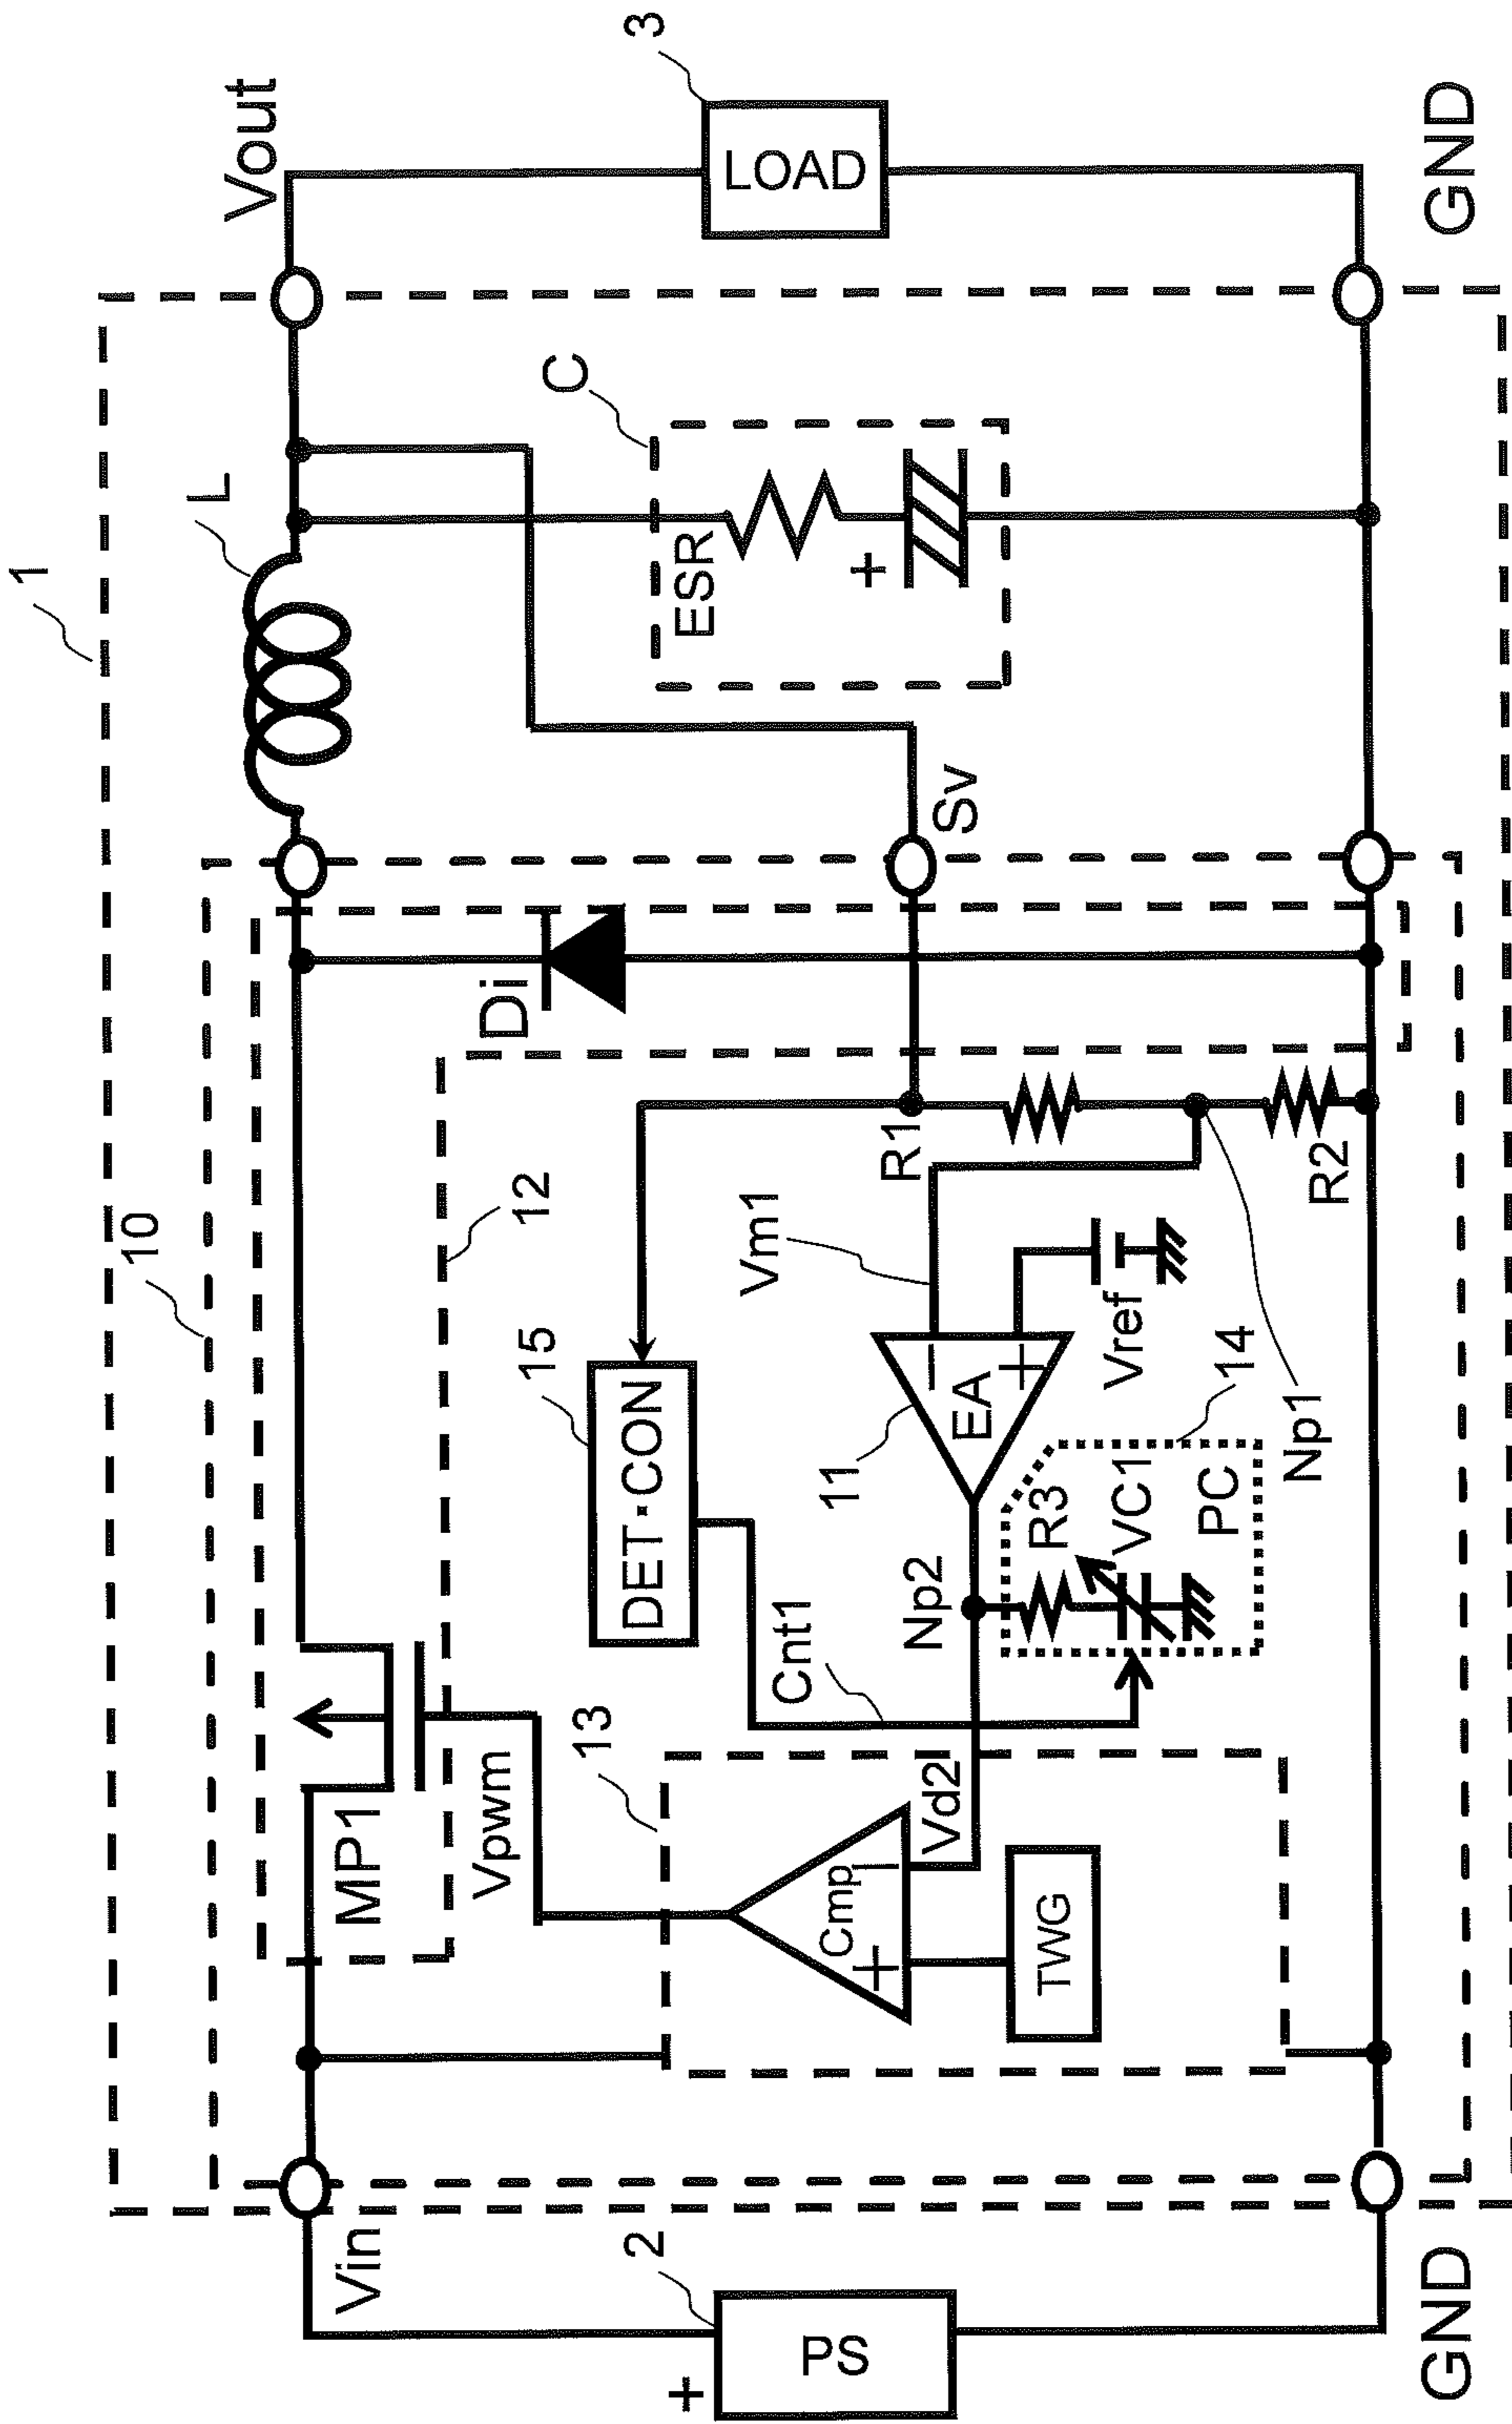 1
10
Vin
Vout
L
MP1
12
Di
C
ESR
+
2
+
PS
3
LOAD
13
Vpwm
15
DET·CON
Cnt1
Cmp
−
+
Vd2
TWG
Np2
11
EA
−
+
Vm1
R1
Sv
R3
VC1
PC
14
Vref
Np1
R2
GND
GND